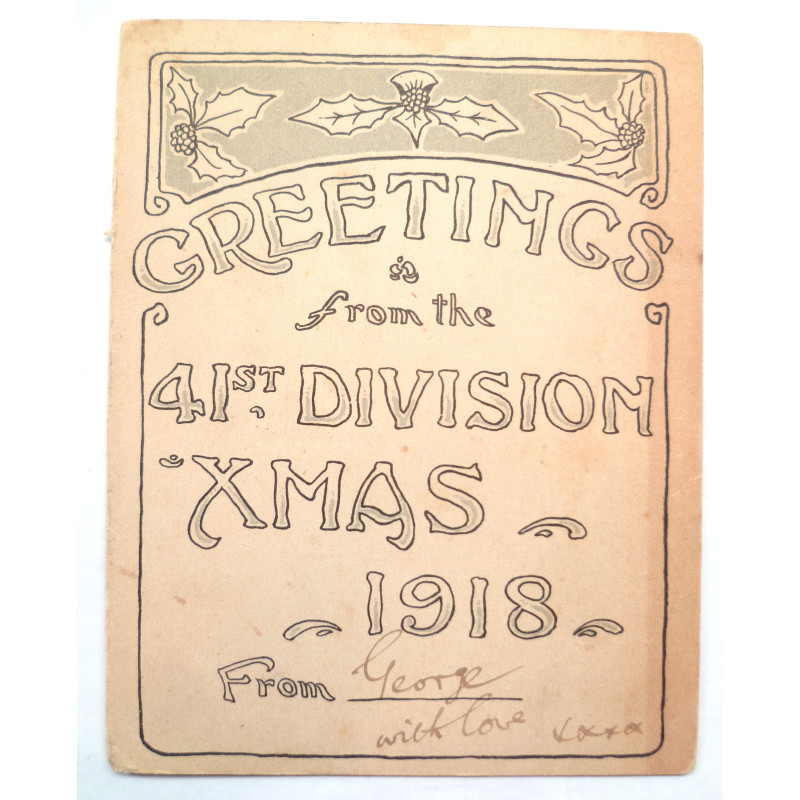 GREETINGS
from the
41ST DIVISION
XMAS
1918
From George
with love xxxx